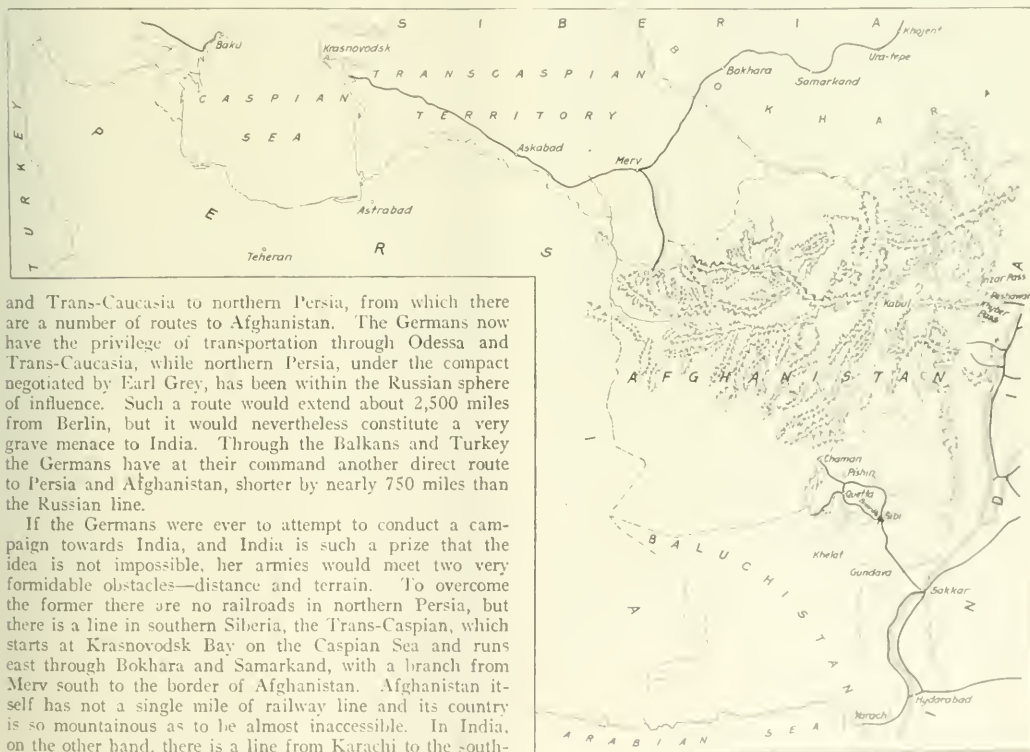 S I B E R I A
Baku
Krasnovodsk
Khojent
Ura-tepe
Bokhara
Samarkand
T R A N S C A S P I A N
T E R R I T O R Y
C A S P I A N
S E A
B O K H A R
T U R K E Y
P E R S I A
Askabad
Merv
Astrabad
Teheran
Kabul
Peshawar
Khyber
Pass
A F G H A N I S T A N
I N D I A
Chaman
Pishin
Quetta
Sibi
Khelat
Gundava
Sakkar
B A L U C H I S T A N
Hydarabad
Karachi
A R A B I A N S E A
and Trans-Caucasia to northern Persia, from which there
are a number of routes to Afghanistan. The Germans now
have the privilege of transportation through Odessa and
Trans-Caucasia, while northern Persia, under the compact
negotiated by Earl Grey, has been within the Russian sphere
of influence. Such a route would extend about 2,500 miles
from Berlin, but it would nevertheless constitute a very
grave menace to India. Through the Balkans and Turkey
the Germans have at their command another direct route
to Persia and Afghanistan, shorter by nearly 750 miles than
the Russian line.
If the Germans were ever to attempt to conduct a cam-
paign towards India, and India is such a prize that the
idea is not impossible, her armies would meet two very
formidable obstacles—distance and terrain. To overcome
the former there are no railroads in northern Persia, but
there is a line in southern Siberia, the Trans-Caspian, which
starts at Krasnovodsk Bay on the Caspian Sea and runs
east through Bokhara and Samarkand, with a branch from
Merv south to the border of Afghanistan. Afghanistan it-
self has not a single mile of railway line and its country
is so mountainous as to be almost inaccessible. In India,
on the other hand, there is a line from Karachi to the south-